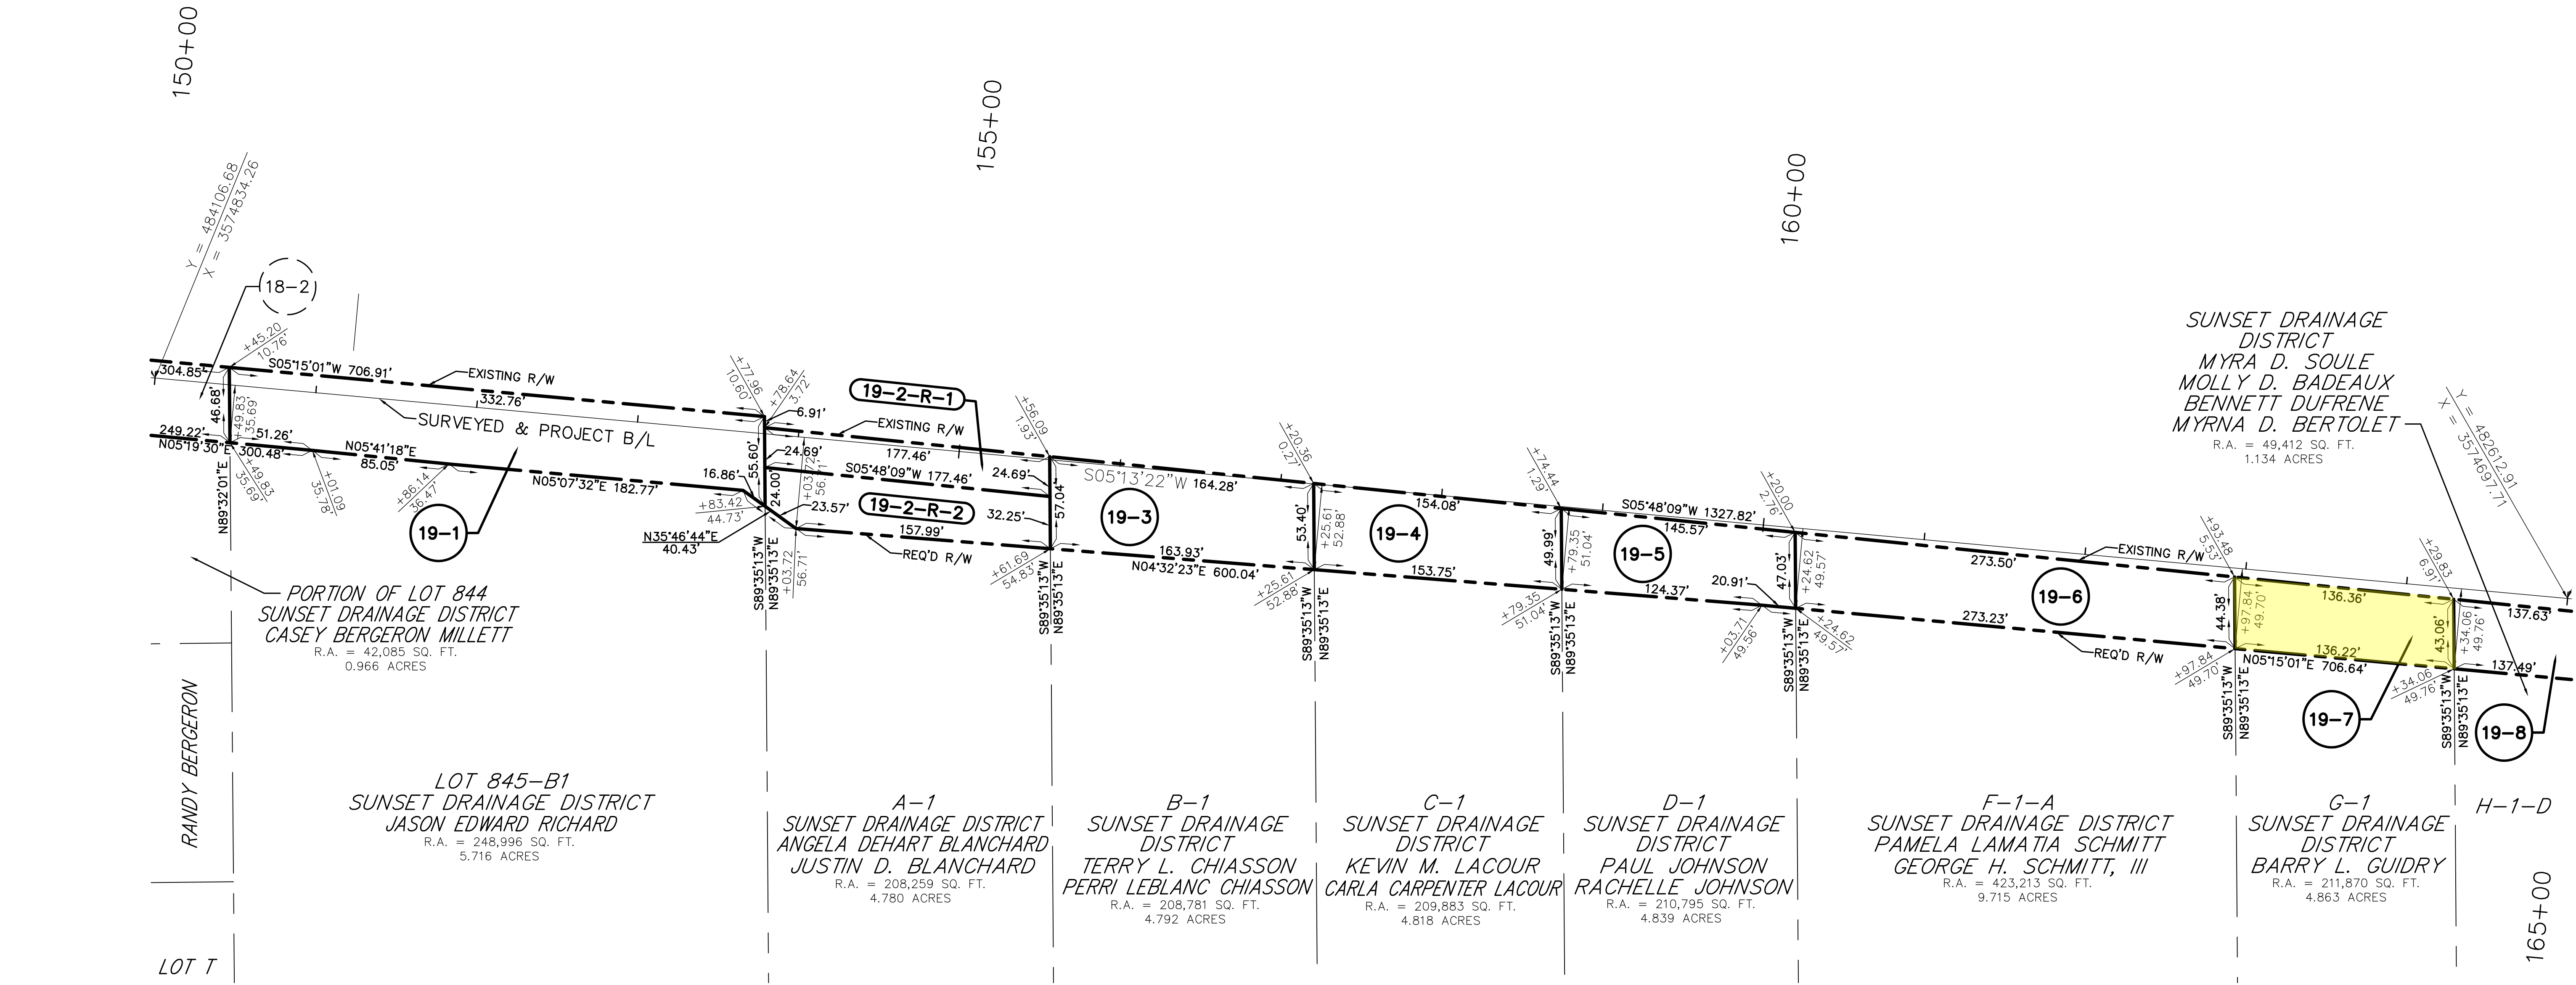 150+00
155+00
160+00
165+00
Y = 484106.68
X = 3574834.26
18-2
+45.20
10.76'
304.85'
S05°15'01"W 706.91'
EXISTING R/W
332.76'
SURVEYED & PROJECT B/L
46.68'
+49.83
35.69
249.22'
N05°19'30"E
51.26'
300.48'
N05°41'18"E
85.05'
N05°07'32"E 182.77'
+49.83
35.69'
+01.09
35.78'
+86.14
36.47'
N89°32'01"E
19-1
+77.96
10.60'
+78.64
3.72'
6.91'
19-2-R-1
EXISTING R/W
177.46'
55.60'
24.69'
S05°48'09"W 177.46'
24.69'
+03.72
56.71'
16.86'
24.00'
+83.42
44.73'
23.57'
19-2-R-2
32.25'
57.04'
N35°46'44"E
40.43'
157.99'
REQ'D R/W
+03.72
56.71'
S89°35'13"W
N89°35'13"E
+56.09
1.93'
S05°13'22"W 164.28'
19-3
+61.69
54.83'
163.93'
N04°32'23"E 600.04'
S89°35'13"W
N89°35'13"E
+20.36
0.27'
53.40'
+25.61
52.88'
+25.61
52.88'
154.08'
19-4
153.75'
S89°35'13"W
N89°35'13"E
+74.44
1.29'
49.99'
+79.35
51.04'
+79.35
51.04'
S05°48'09"W 1327.82'
145.57'
19-5
124.37'
20.91'
S89°35'13"W
N89°35'13"E
+20.00
2.76'
47.03'
+24.62
49.57'
+03.71
49.56'
+24.62
49.57'
S89°35'13"W
N89°35'13"E
273.50'
EXISTING R/W
19-6
273.23'
REQ'D R/W
+93.48
5.53'
44.38'
+97.84
49.70'
+97.84
49.70'
136.36'
136.22'
N05°15'01"E 706.64'
S89°35'13"W
N89°35'13"E
+29.83
6.91'
43.06'
+34.06
49.76'
+34.06
49.76'
137.63'
137.49'
S89°35'13"W
N89°35'13"E
19-7
19-8
Y = 482612.91
X = 3574697.71
SUNSET DRAINAGE
DISTRICT
MYRA D. SOULE
MOLLY D. BADEAUX
BENNETT DUFRENE
MYRNA D. BERTOLET
R.A. = 49,412 SQ. FT.
1.134 ACRES
PORTION OF LOT 844
SUNSET DRAINAGE DISTRICT
CASEY BERGERON MILLETT
R.A. = 42,085 SQ. FT.
0.966 ACRES
RANDY BERGERON
LOT T
LOT 845-B1
SUNSET DRAINAGE DISTRICT
JASON EDWARD RICHARD
R.A. = 248,996 SQ. FT.
5.716 ACRES
A-1
SUNSET DRAINAGE DISTRICT
ANGELA DEHART BLANCHARD
JUSTIN D. BLANCHARD
R.A. = 208,259 SQ. FT.
4.780 ACRES
B-1
SUNSET DRAINAGE
DISTRICT
TERRY L. CHIASSON
PERRI LEBLANC CHIASSON
R.A. = 208,781 SQ. FT.
4.792 ACRES
C-1
SUNSET DRAINAGE
DISTRICT
KEVIN M. LACOUR
CARLA CARPENTER LACOUR
R.A. = 209,883 SQ. FT.
4.818 ACRES
D-1
SUNSET DRAINAGE
DISTRICT
PAUL JOHNSON
RACHELLE JOHNSON
R.A. = 210,795 SQ. FT.
4.839 ACRES
F-1-A
SUNSET DRAINAGE DISTRICT
PAMELA LAMATIA SCHMITT
GEORGE H. SCHMITT, III
R.A. = 423,213 SQ. FT.
9.715 ACRES
G-1
SUNSET DRAINAGE
DISTRICT
BARRY L. GUIDRY
R.A. = 211,870 SQ. FT.
4.863 ACRES
H-1-D